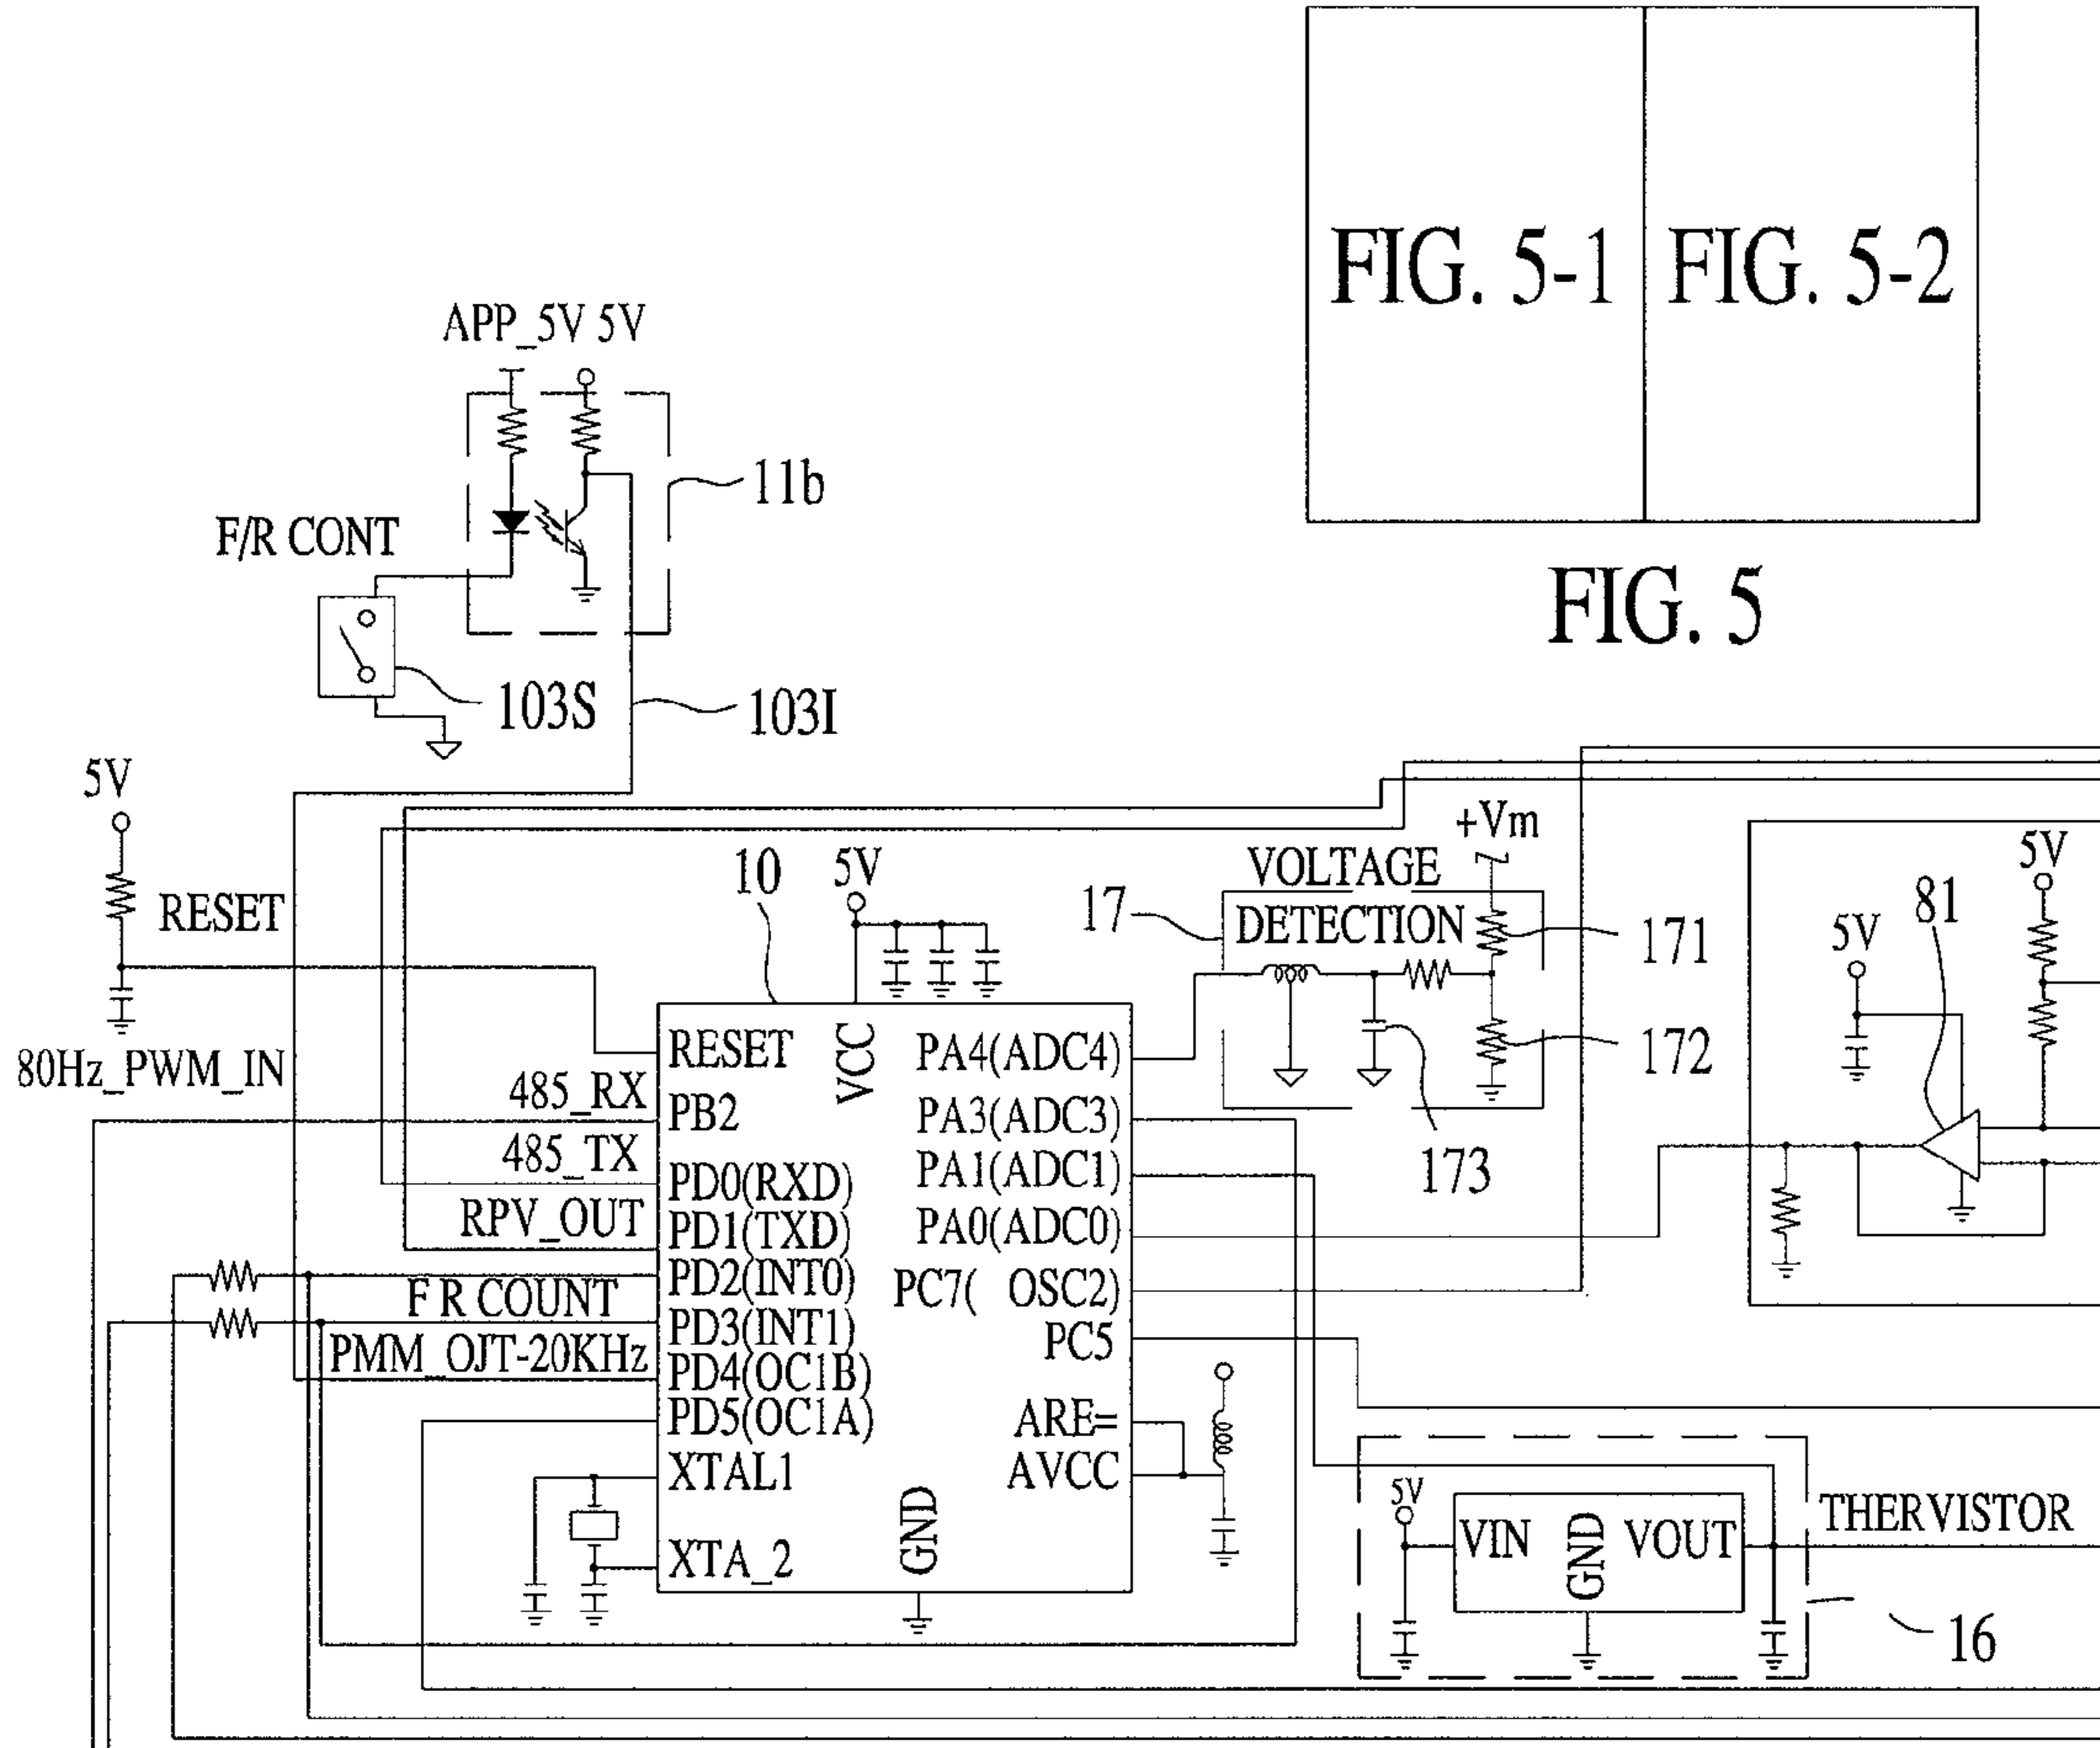 FIG. 5-1
FIG. 5-2
FIG. 5
APP_5V 5V
11b
F/R CONT
103S
103I
5V
RESET
80Hz_PWM_IN
10
5V
+Vm
VOLTAGE
DETECTION
17
171
172
173
5V
5V
81
485_RX
485_TX
RPV_OUT
F R COUNT
PMM_OJT-20KHz
RESET
PB2
PD0(RXD)
PD1(TXD)
PD2(INT0)
PD3(INT1)
PD4(OC1B)
PD5(OC1A)
XTAL1
XTA_2
VCC
GND
PA4(ADC4)
PA3(ADC3)
PA1(ADC1)
PA0(ADC0)
PC7( OSC2)
PC5
ARE=
AVCC
5V
VIN
GND
VOUT
THERVISTOR
16